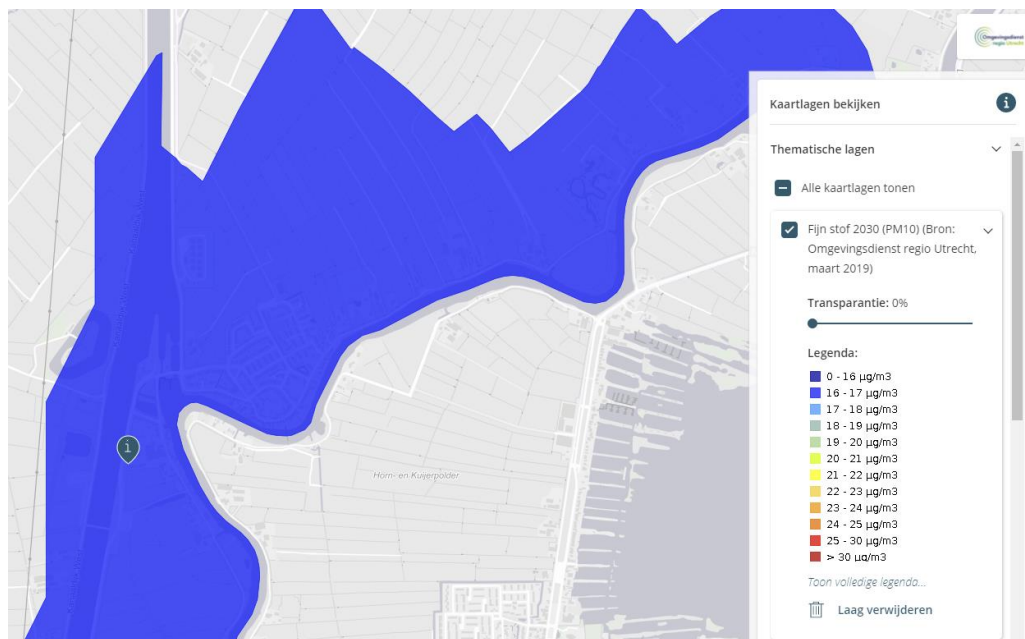 Omgevingsdienst
regio Utrecht
Kaartlagen bekijken
i
Thematische lagen
Alle kaartlagen tonen
Fijn stof 2030 (PM10) (Bron:
Omgevingsdienst regio Utrecht,
maart 2019)
Transparantie: 0%
Legenda:
0 - 16 µg/m3
16 - 17 µg/m3
17 - 18 µg/m3
18 - 19 µg/m3
19 - 20 µg/m3
20 - 21 µg/m3
21 - 22 µg/m3
22 - 23 µg/m3
23 - 24 µg/m3
24 - 25 µg/m3
25 - 30 µg/m3
> 30 µg/m3
Toon volledige legenda...
Laag verwijderen
i
Horn- en Kuijerpolder